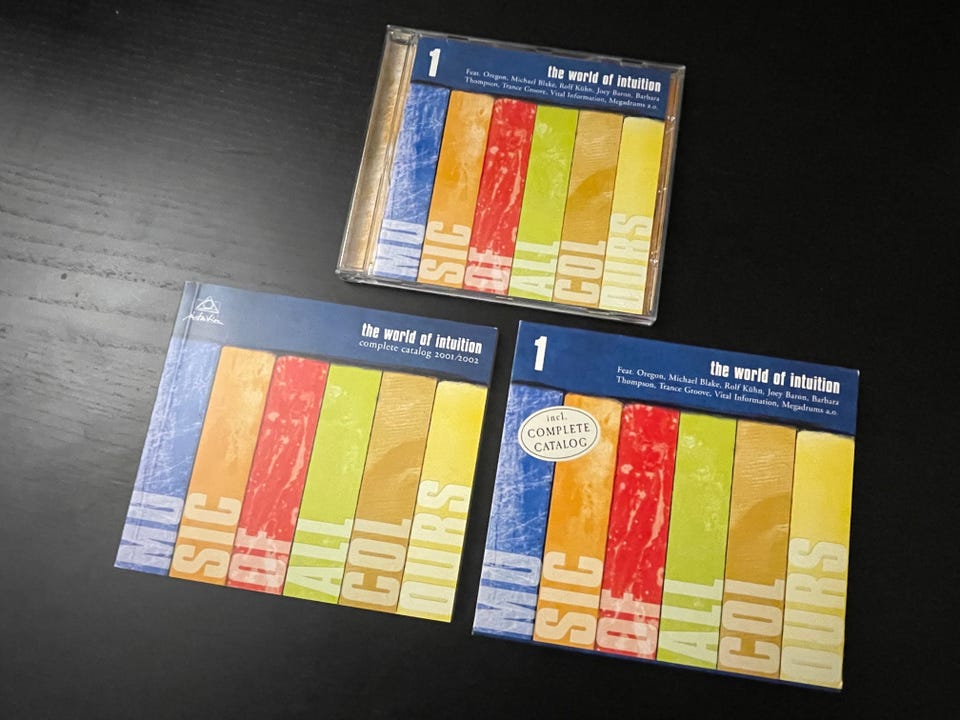 1
the world of intuition
Feat. Oregon, Michael Blake, Rolf Kühn, Joey Baron, Barbara
Thompson, Trance Groove, Vital Information, Megadrums a.o.
MU
SIC
OF
ALL
COL
OURS
intuition
the world of intuition
complete catalog 2001/2002
MU
SIC
OF
ALL
COL
OURS
1
the world of intuition
Feat. Oregon, Michael Blake, Rolf Kühn, Joey Baron, Barbara
Thompson, Trance Groove, Vital Information, Megadrums a.o.
incl.
COMPLETE
CATALOG
MU
SIC
OF
ALL
COL
OURS